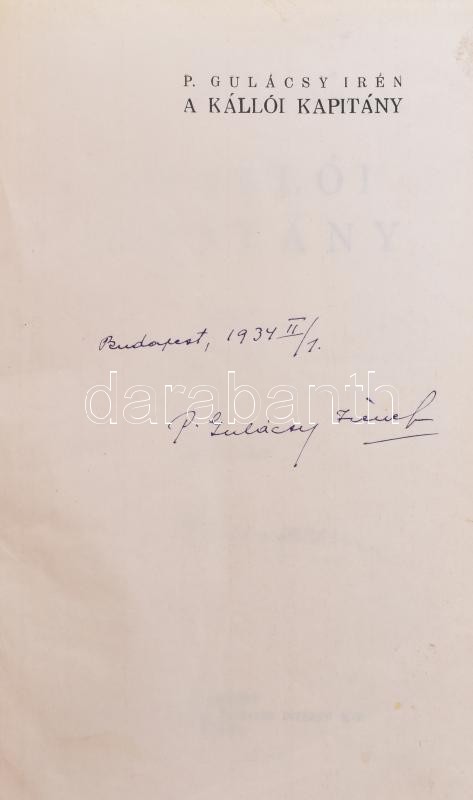 P. GULÁCSY IRÉN
A KÁLLÓI KAPITÁNY
Budapest, 1934 II/1.
darabanth
P. Gulácsy Irén